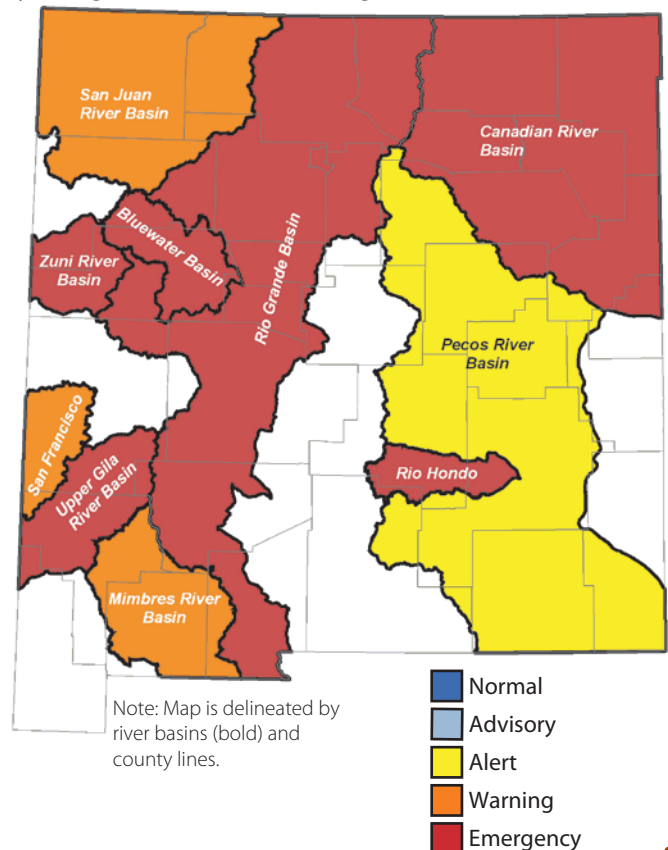 San Juan
River Basin
Canadian River
Basin
Bluewater Basin
Zuni River
Basin
Rio Grande Basin
Pecos River
Basin
San Francisco
Upper Gila
River Basin
Rio Hondo
Mimbres River
Basin
Note: Map is delineated by
river basins (bold) and
county lines.
Normal
Advisory
Alert
Warning
Emergency